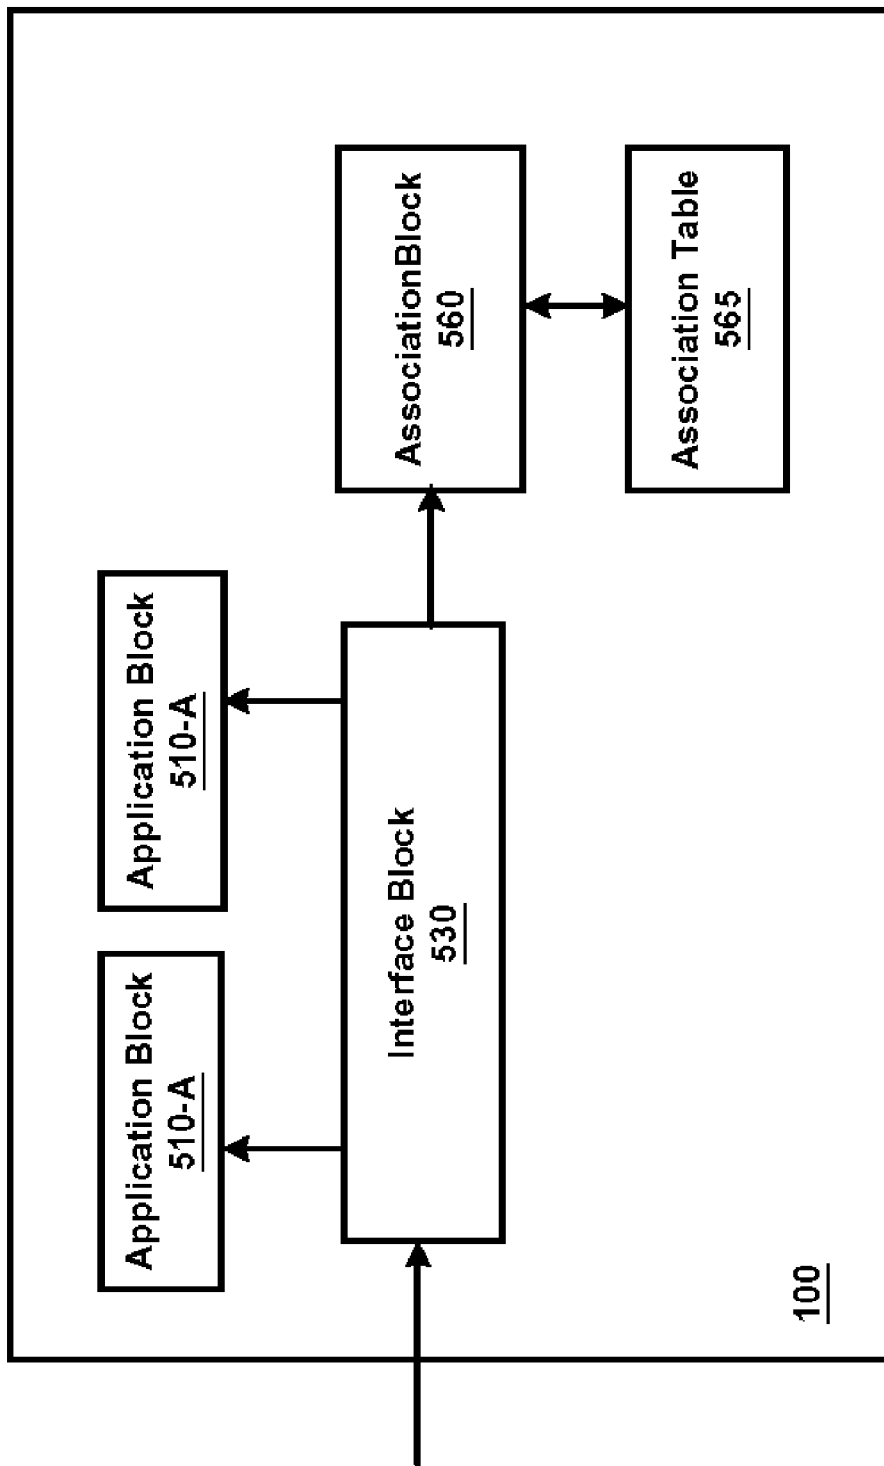 Application Block
510-A
Application Block
510-A
Interface Block
530
AssociationBlock
560
Association Table
565
100